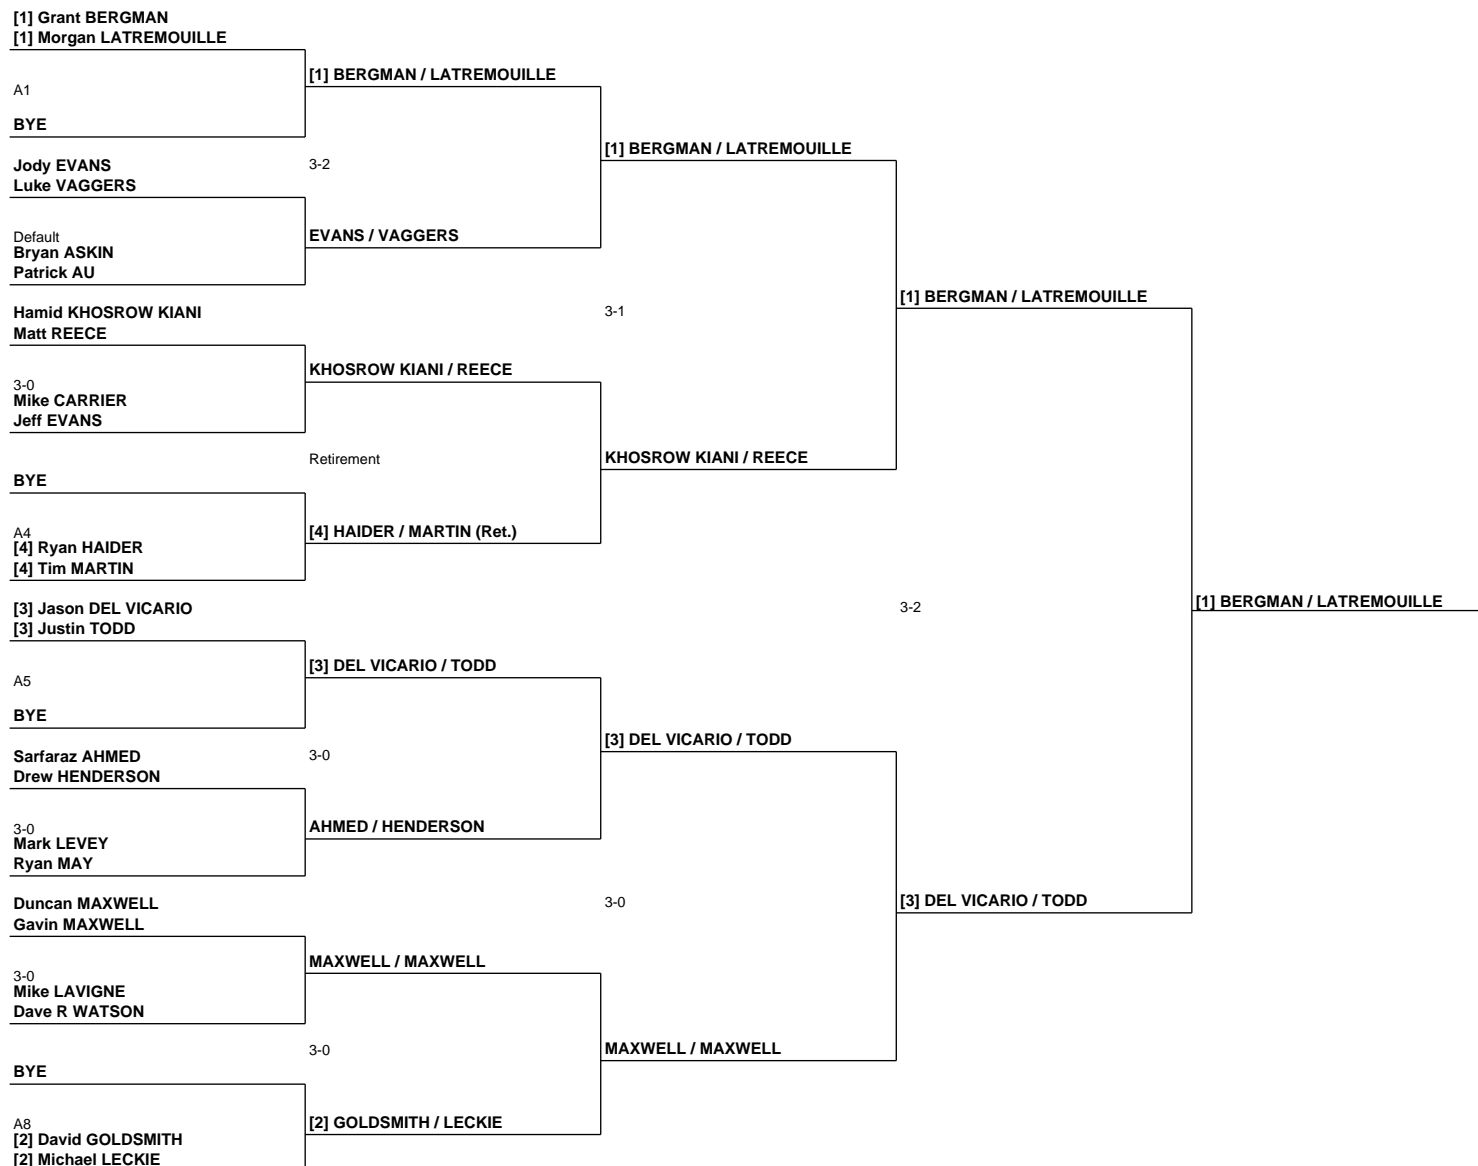 [1] Grant BERGMAN
[1] Morgan LATREMOUILLE
A1
BYE
Jody EVANS
Luke VAGGERS
Default
Bryan ASKIN
Patrick AU
Hamid KHOSROW KIANI
Matt REECE
3-0
Mike CARRIER
Jeff EVANS
BYE
A4
[4] Ryan HAIDER
[4] Tim MARTIN
[3] Jason DEL VICARIO
[3] Justin TODD
A5
BYE
Sarfaraz AHMED
Drew HENDERSON
3-0
Mark LEVEY
Ryan MAY
Duncan MAXWELL
Gavin MAXWELL
3-0
Mike LAVIGNE
Dave R WATSON
BYE
A8
[2] David GOLDSMITH
[2] Michael LECKIE
[1] BERGMAN / LATREMOUILLE
3-2
EVANS / VAGGERS
KHOSROW KIANI / REECE
Retirement
[4] HAIDER / MARTIN (Ret.)
[3] DEL VICARIO / TODD
3-0
AHMED / HENDERSON
MAXWELL / MAXWELL
3-0
[2] GOLDSMITH / LECKIE
[1] BERGMAN / LATREMOUILLE
3-1
KHOSROW KIANI / REECE
[3] DEL VICARIO / TODD
3-0
MAXWELL / MAXWELL
[1] BERGMAN / LATREMOUILLE
3-2
[3] DEL VICARIO / TODD
[1] BERGMAN / LATREMOUILLE